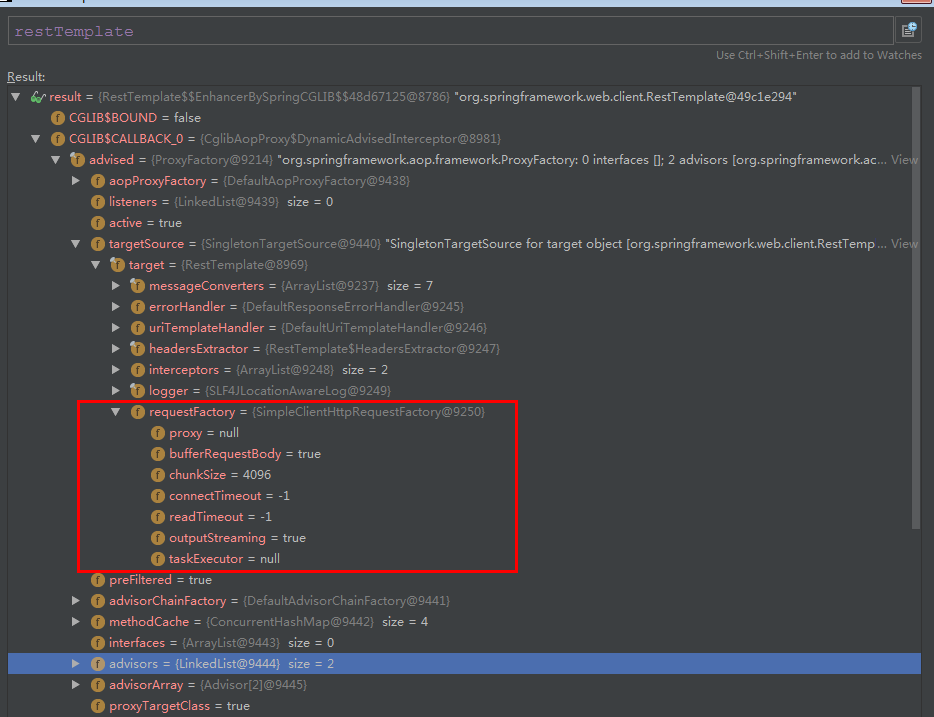 restTemplate
Use Ctrl+Shift+Enter to add to Watches
Result:
result = {RestTemplate$$EnhancerBySpringCGLIB$$48d67125@8786} "org.springframework.web.client.RestTemplate@49c1e294"
CGLIB$BOUND = false
CGLIB$CALLBACK_0 = {CglibAopProxy$DynamicAdvisedInterceptor@8981}
advised = {ProxyFactory@9214} "org.springframework.aop.framework.ProxyFactory: 0 interfaces []; 2 advisors [org.springframework.ac... View
aopProxyFactory = {DefaultAopProxyFactory@9438}
listeners = {LinkedList@9439} size = 0
active = true
targetSource = {SingletonTargetSource@9440} "SingletonTargetSource for target object [org.springframework.web.client.RestTemp... View
target = {RestTemplate@8969}
messageConverters = {ArrayList@9237} size = 7
errorHandler = {DefaultResponseErrorHandler@9245}
uriTemplateHandler = {DefaultUriTemplateHandler@9246}
headersExtractor = {RestTemplate$HeadersExtractor@9247}
interceptors = {ArrayList@9248} size = 2
logger = {SLF4JLocationAwareLog@9249}
requestFactory = {SimpleClientHttpRequestFactory@9250}
proxy = null
bufferRequestBody = true
chunkSize = 4096
connectTimeout = -1
readTimeout = -1
outputStreaming = true
taskExecutor = null
preFiltered = true
advisorChainFactory = {DefaultAdvisorChainFactory@9441}
methodCache = {ConcurrentHashMap@9442} size = 4
interfaces = {ArrayList@9443} size = 0
advisors = {LinkedList@9444} size = 2
advisorArray = {Advisor[2]@9445}
proxyTargetClass = true